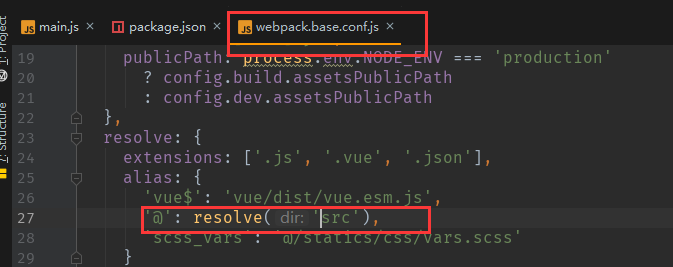 main.js × package.json × webpack.base.conf.js ×
1: Project
7: Structure
19 publicPath: process.env.NODE_ENV === 'production'
20 ? config.build.assetsPublicPath
21 : config.dev.assetsPublicPath
22 },
23 resolve: {
24 extensions: ['.js', '.vue', '.json'],
25 alias: {
26 'vue$': 'vue/dist/vue.esm.js',
27 '@': resolve( dir: 'src'),
28 'scss_vars': '@/statics/css/vars.scss'
29 }